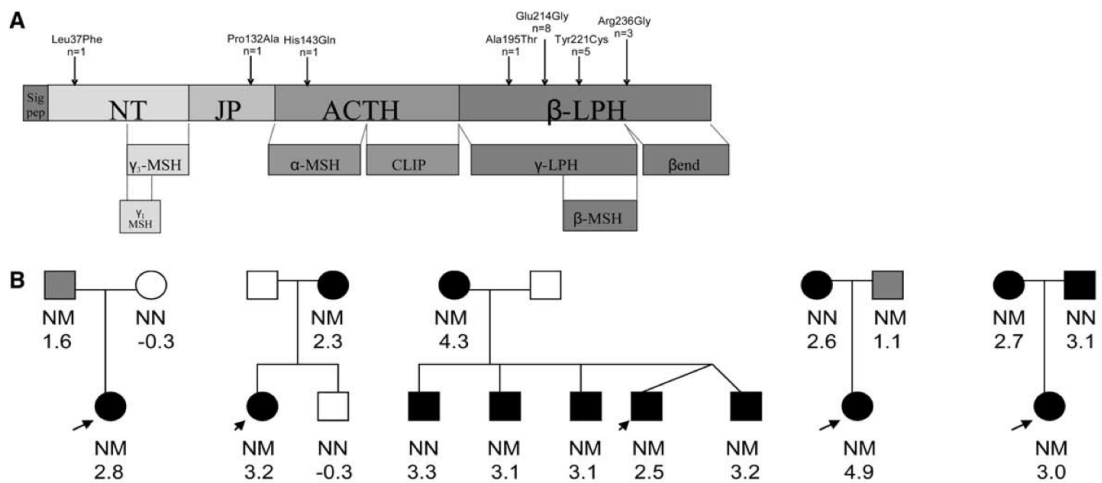 A
Leu37Phe
n=1
Pro132Ala
n=1
His143Gln
n=1
Ala195Thr
n=1
Glu214Gly
n=8
Tyr221Cys
n=5
Arg236Gly
n=3
Sig
pep
NT
JP
ACTH
β-LPH
γ₃-MSH
α-MSH
CLIP
γ-LPH
βend
γ₁
MSH
β-MSH
B
NM NN NM NM NN NM NM NN
1.6 -0.3 2.3 4.3 2.6 1.1 2.7 3.1
NM NM NN NN NM NM NM NM NM NM
2.8 3.2 -0.3 3.3 3.1 3.1 2.5 3.2 4.9 3.0